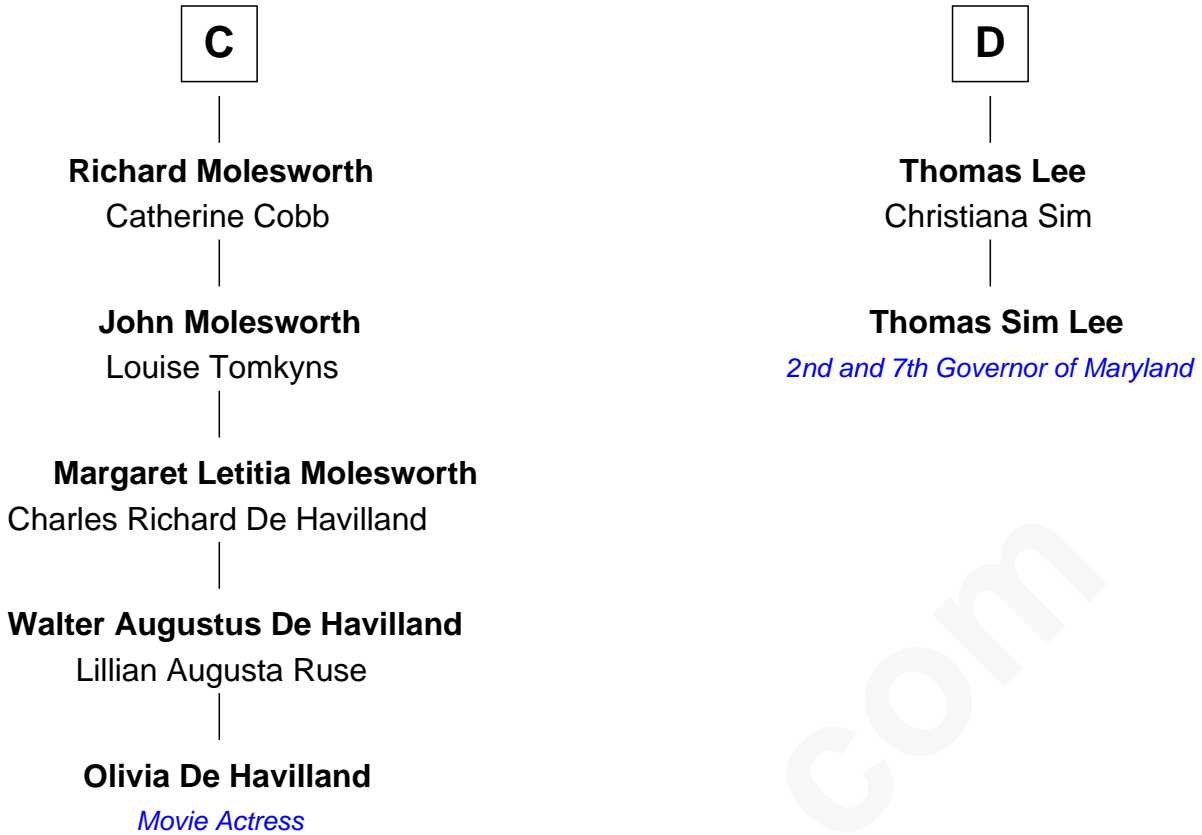 C
Richard Molesworth
Catherine Cobb
John Molesworth
Louise Tomkyns
Margaret Letitia Molesworth
Charles Richard De Havilland
Walter Augustus De Havilland
Lillian Augusta Ruse
Olivia De Havilland
Movie Actress
D
Thomas Lee
Christiana Sim
Thomas Sim Lee
2nd and 7th Governor of Maryland
com